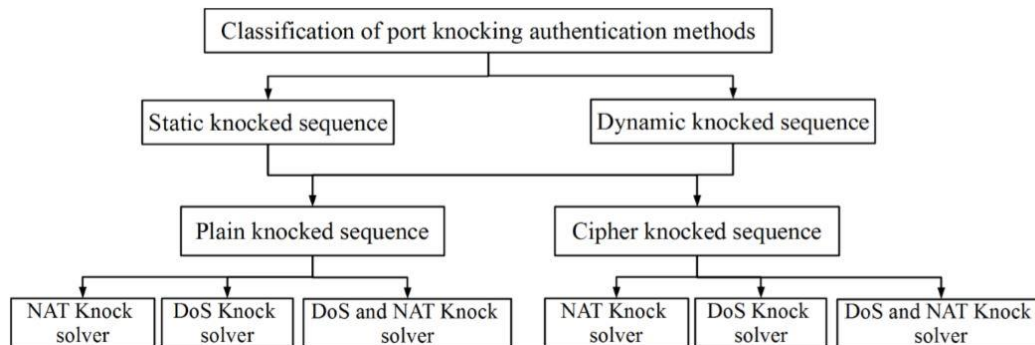 Classification of port knocking authentication methods
Static knocked sequence
Dynamic knocked sequence
Plain knocked sequence
Cipher knocked sequence
NAT Knock
solver
DoS Knock
solver
DoS and NAT Knock
solver
NAT Knock
solver
DoS Knock
solver
DoS and NAT Knock
solver